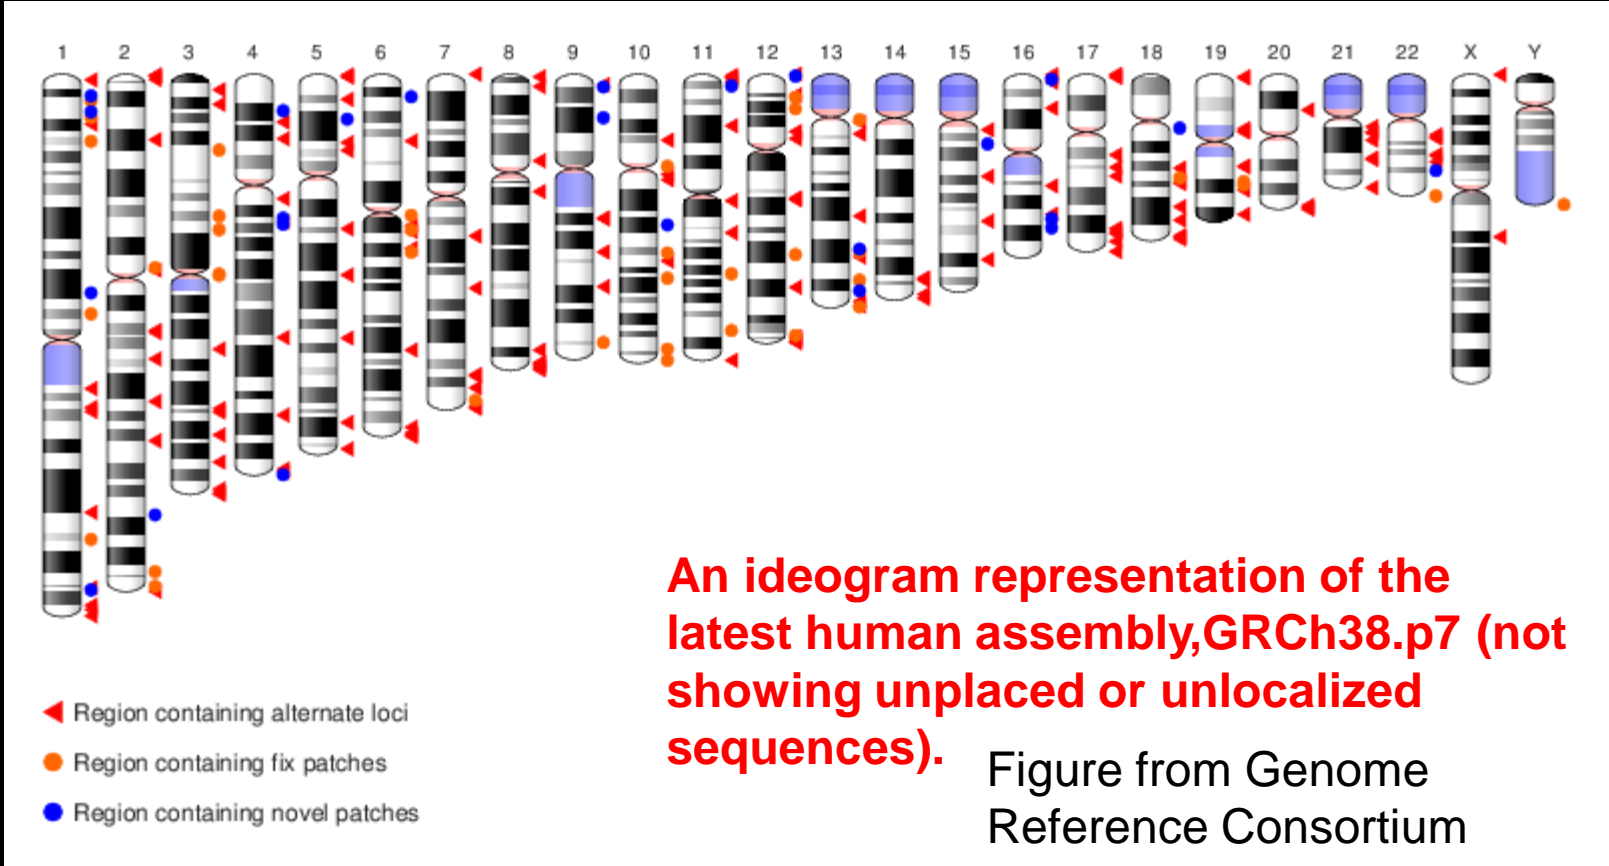 1 2 3 4 5 6 7 8 9 10 11 12 13 14 15 16 17 18 19 20 21 22 X Y
An ideogram representation of the
latest human assembly,GRCh38.p7 (not
showing unplaced or unlocalized
sequences).
Region containing alternate loci
Region containing fix patches
Region containing novel patches
Figure from Genome
Reference Consortium